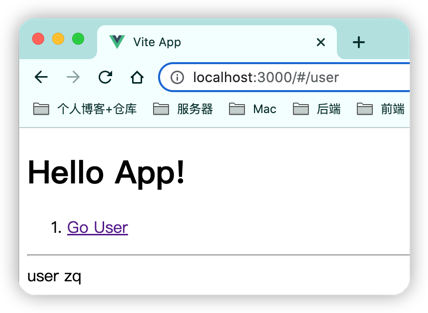 Vite App
localhost:3000/#/user
个人博客+仓库 服务器 Mac 后端 前端
Hello App!
1. Go User
user zq